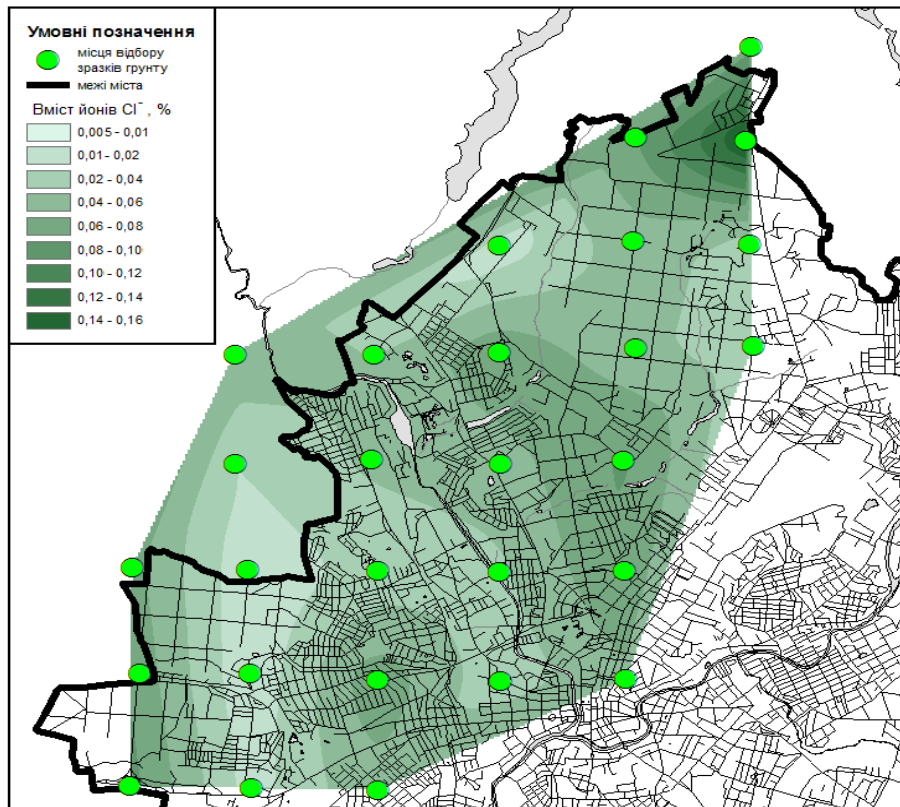 Умовні позначення
місця відбору
зразків грунту
межі міста
Вміст йонів Cl⁻ , %
0,005 - 0,01
0,01 - 0,02
0,02 - 0,04
0,04 - 0,06
0,06 - 0,08
0,08 - 0,10
0,10 - 0,12
0,12 - 0,14
0,14 - 0,16